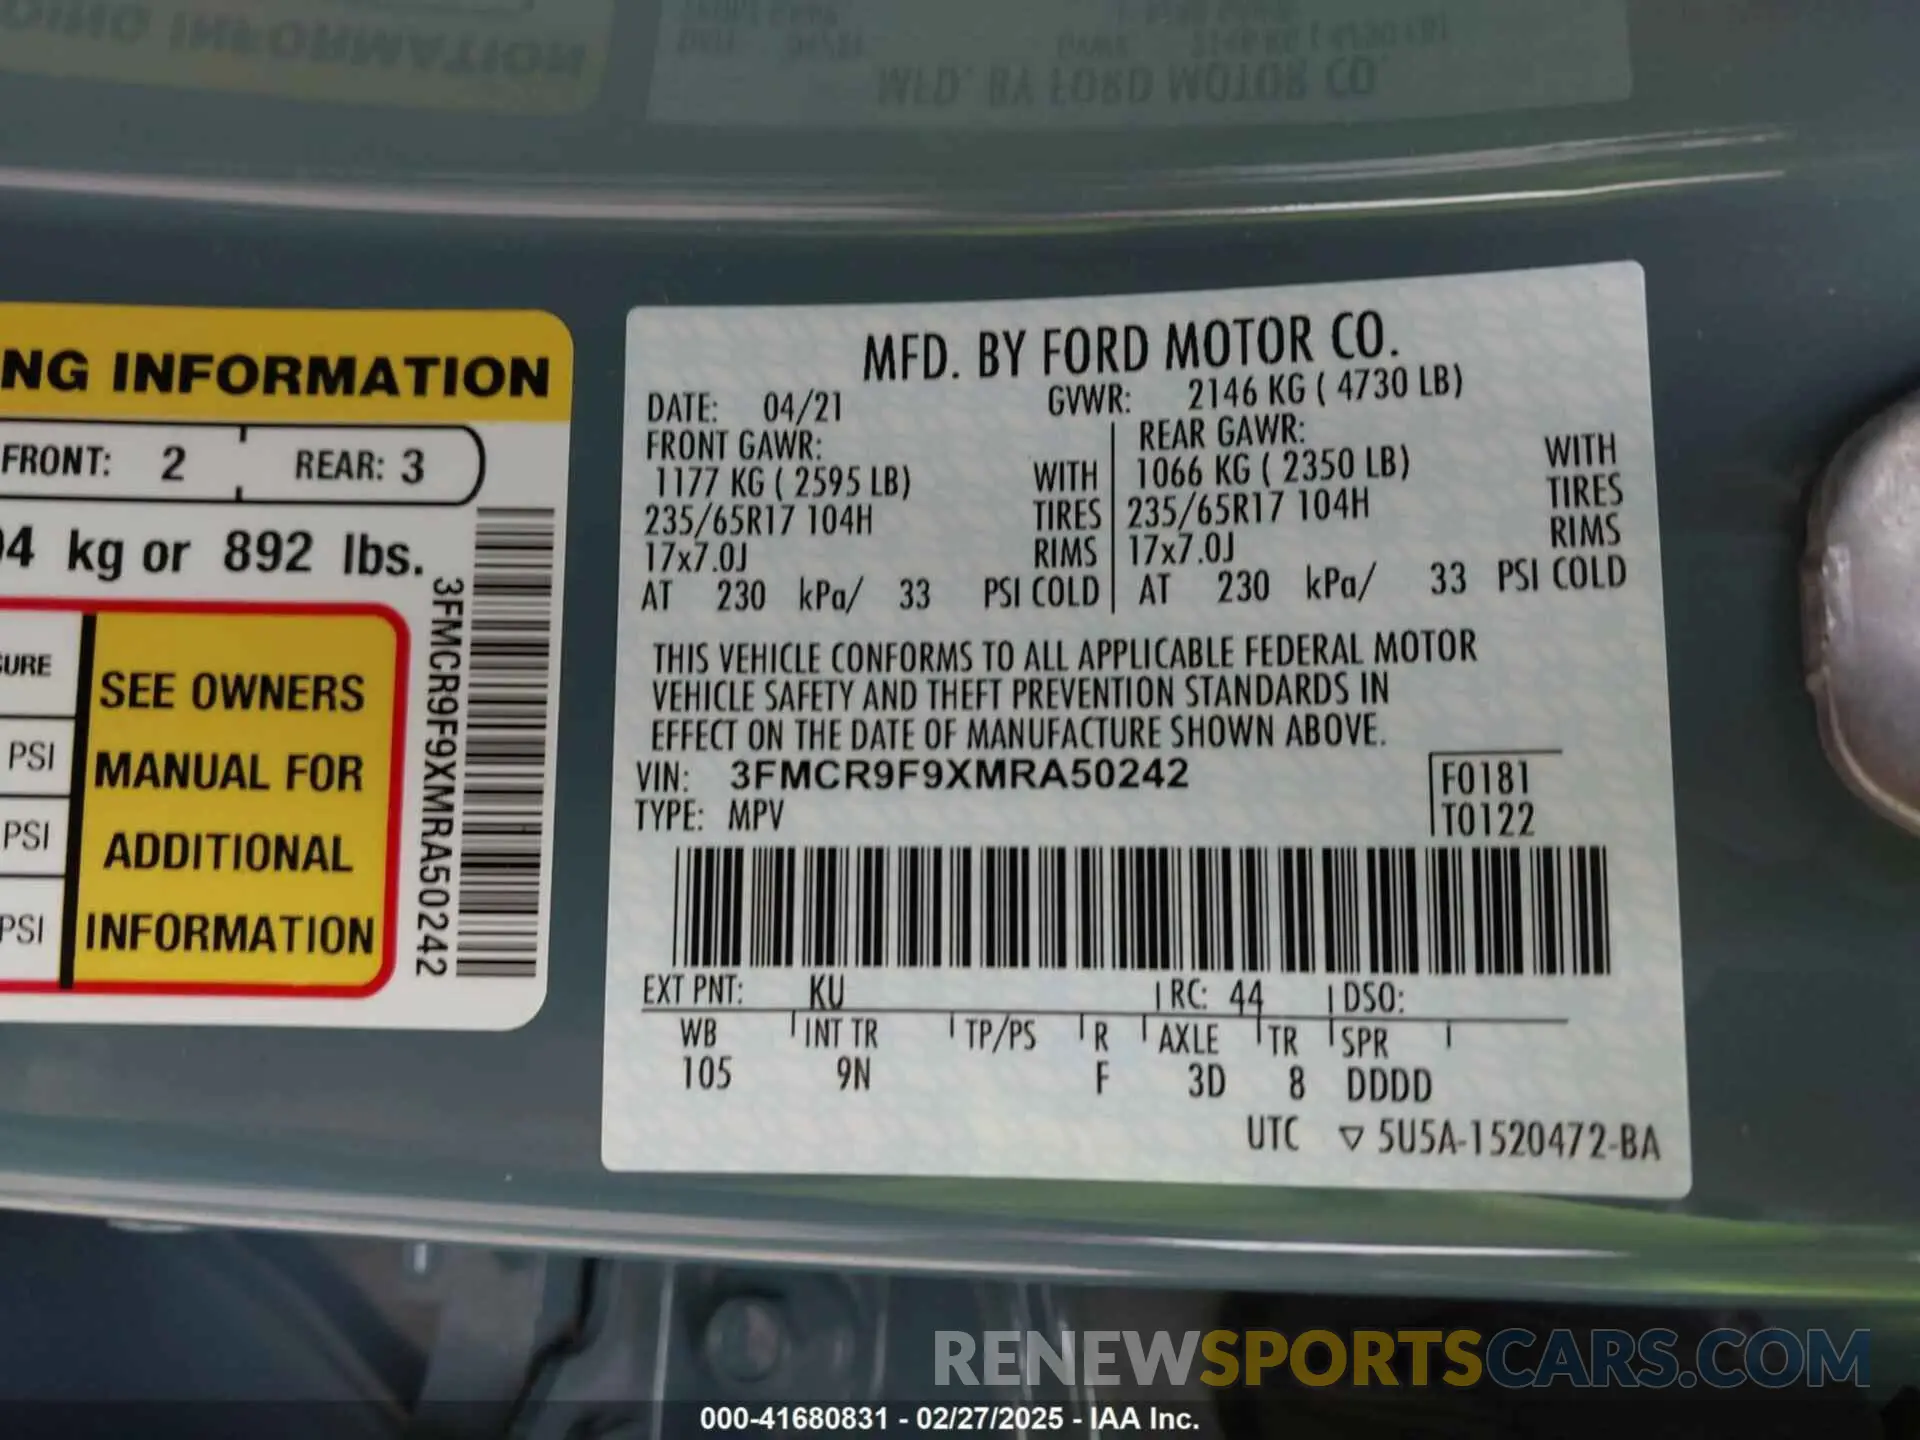 NG INFORMATION
FRONT: 2 REAR: 3
04 kg or 892 lbs.
3FMCR9F9XMRA50242
PSI
PSI
PSI
SEE OWNERS
MANUAL FOR
ADDITIONAL
INFORMATION
MFD. BY FORD MOTOR CO.
DATE: 04/21 GVWR: 2146 KG ( 4730 LB)
FRONT GAWR: REAR GAWR:
1177 KG ( 2595 LB) WITH 1066 KG ( 2350 LB) WITH
235/65R17 104H TIRES 235/65R17 104H TIRES
17x7.0J RIMS 17x7.0J RIMS
AT 230 kPa/ 33 PSI COLD AT 230 kPa/ 33 PSI COLD
THIS VEHICLE CONFORMS TO ALL APPLICABLE FEDERAL MOTOR
VEHICLE SAFETY AND THEFT PREVENTION STANDARDS IN
EFFECT ON THE DATE OF MANUFACTURE SHOWN ABOVE.
VIN: 3FMCR9F9XMRA50242 F0181
TYPE: MPV T0122
EXT PNT: KU RC: 44 DSO:
WB INT TR TP/PS R AXLE TR SPR
105 9N F 3D 8 DDDD
UTC ▽ 5U5A-1520472-BA
RENEWSPORTSCARS.COM
000-41680831 - 02/27/2025 - IAA Inc.